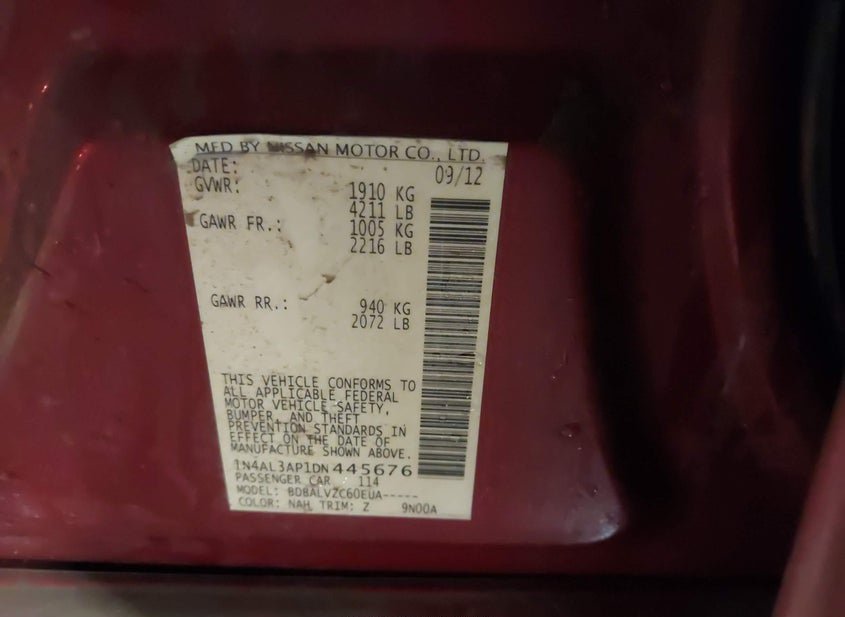 MFD BY NISSAN MOTOR CO., LTD.
DATE: 09/12
GVWR: 1910 KG
4211 LB
GAWR FR.: 1005 KG
2216 LB
GAWR RR.: 940 KG
2072 LB
THIS VEHICLE CONFORMS TO
ALL APPLICABLE FEDERAL
MOTOR VEHICLE SAFETY,
BUMPER, AND THEFT
PREVENTION STANDARDS IN
EFFECT ON THE DATE OF
MANUFACTURE SHOWN ABOVE.
1N4AL3AP1DN445676
PASSENGER CAR 114
MODEL: BDBALVZC60EUA-----
COLOR: NAH TRIM: Z 9N00A